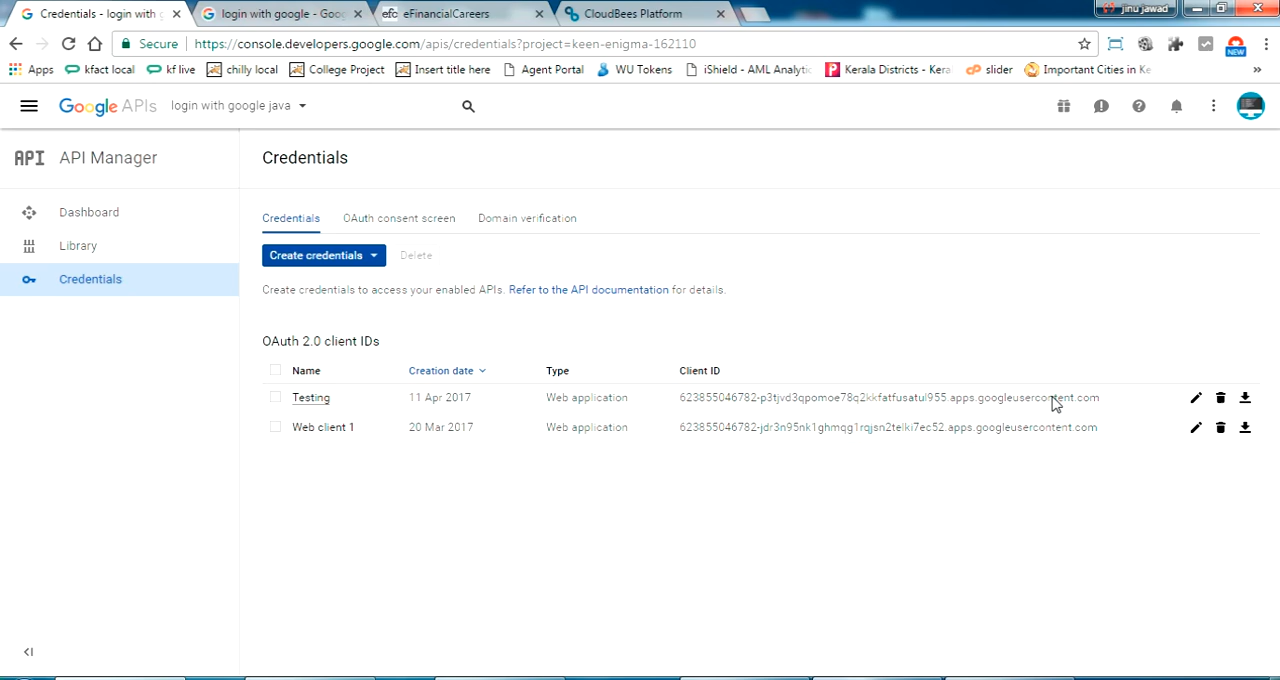 Credentials - login with g
login with google - Goog
eFinancialCareers
CloudBees Platform
jinu jawad
Secure https://console.developers.google.com/apis/credentials?project=keen-enigma-162110
NEW
Apps kfact local kf live chilly local College Project Insert title here Agent Portal WU Tokens iShield - AML Analytic Kerala Districts - Kera slider Important Cities in Ke
Google APIs login with google java
API API Manager
Credentials
Dashboard
Library
Credentials
Credentials OAuth consent screen Domain verification
Create credentials Delete
Create credentials to access your enabled APIs. Refer to the API documentation for details.
OAuth 2.0 client IDs
Name Creation date Type Client ID
Testing 11 Apr 2017 Web application 623855046782-p3tjvd3qpomoe78q2kkfatfusatul955.apps.googleusercontent.com
Web client 1 20 Mar 2017 Web application 623855046782-jdr3n95nk1ghmqg1rqjsn2telki7ec52.apps.googleusercontent.com